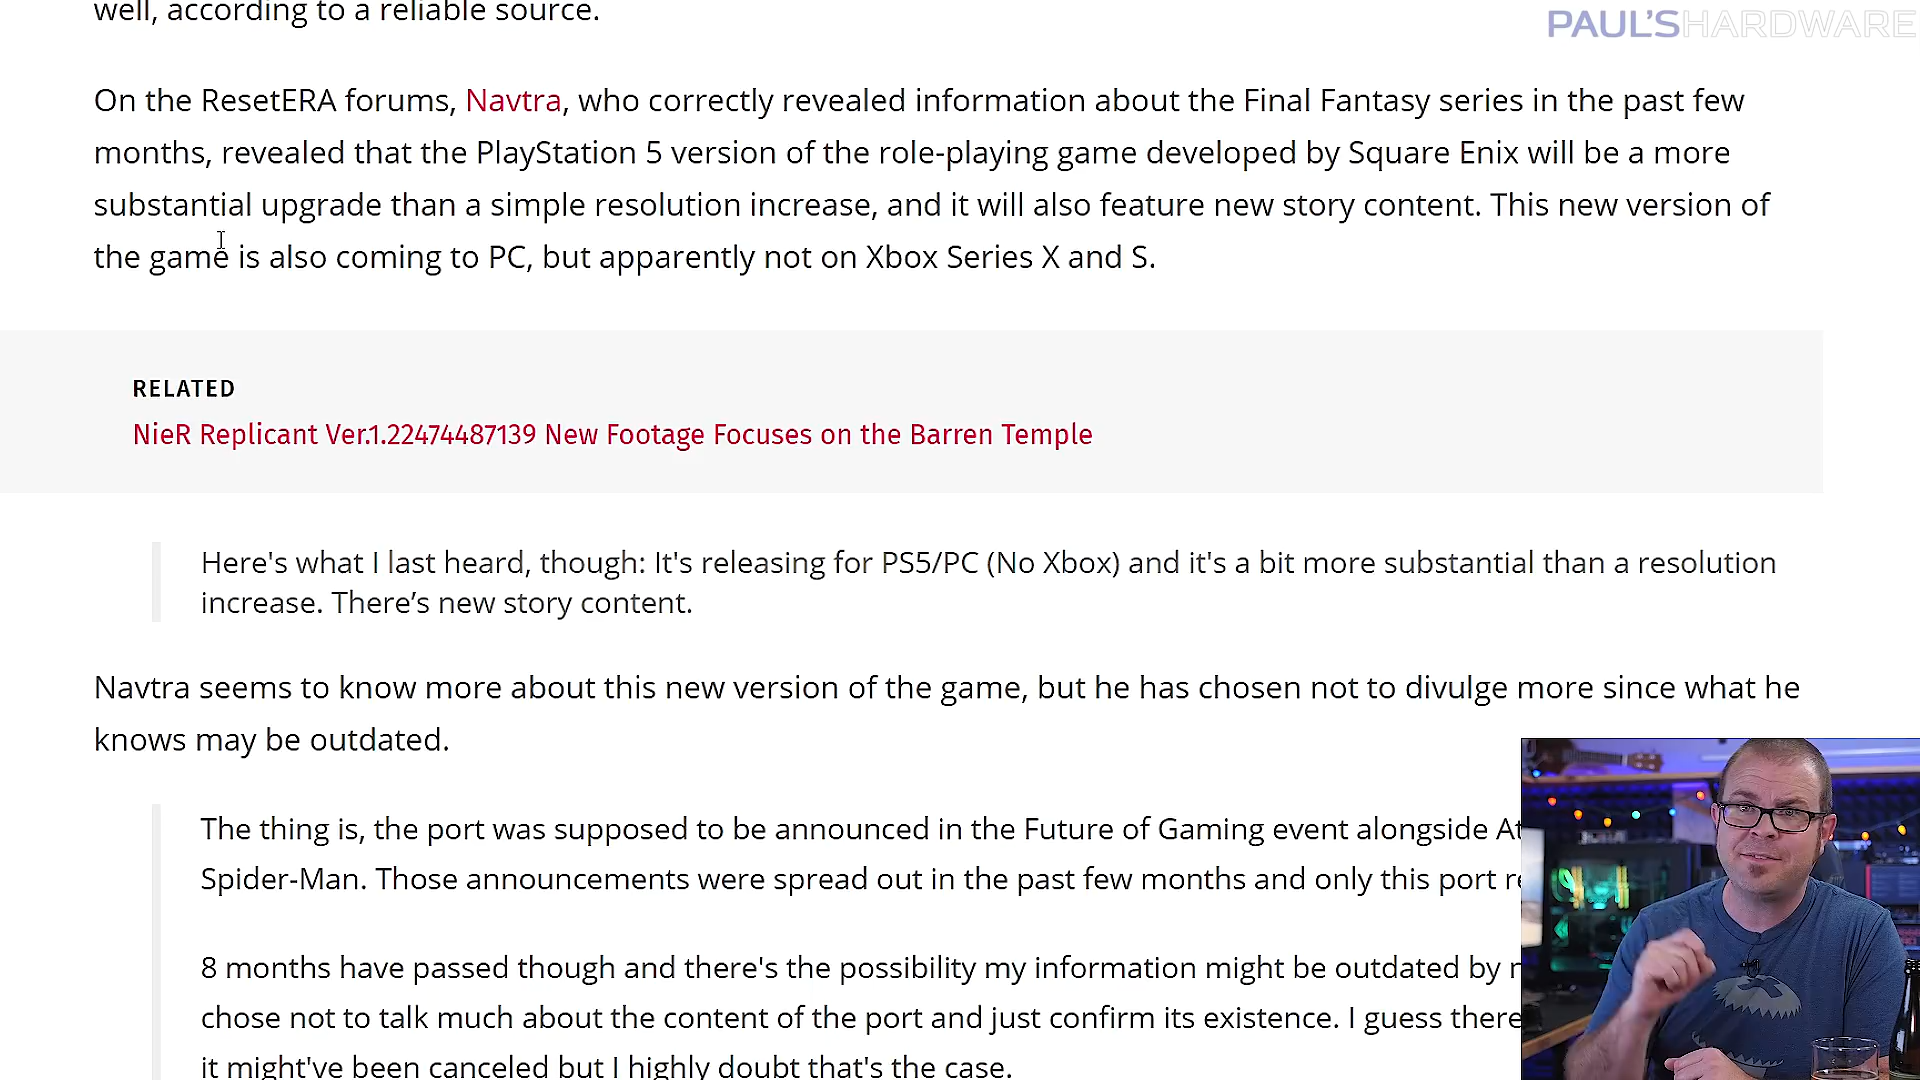 well, according to a reliable source.
PAUL'SHARDWARE
On the ResetERA forums, Navtra, who correctly revealed information about the Final Fantasy series in the past few
months, revealed that the PlayStation 5 version of the role-playing game developed by Square Enix will be a more
substantial upgrade than a simple resolution increase, and it will also feature new story content. This new version of
the game is also coming to PC, but apparently not on Xbox Series X and S.
RELATED
NieR Replicant Ver.1.22474487139 New Footage Focuses on the Barren Temple
Here's what I last heard, though: It's releasing for PS5/PC (No Xbox) and it's a bit more substantial than a resolution
increase. There’s new story content.
Navtra seems to know more about this new version of the game, but he has chosen not to divulge more since what he
knows may be outdated.
The thing is, the port was supposed to be announced in the Future of Gaming event alongside
Spider-Man. Those announcements were spread out in the past few months and only this port
8 months have passed though and there's the possibility my information might be outdated by
chose not to talk much about the content of the port and just confirm its existence. I guess there
it might've been canceled but I highly doubt that's the case.